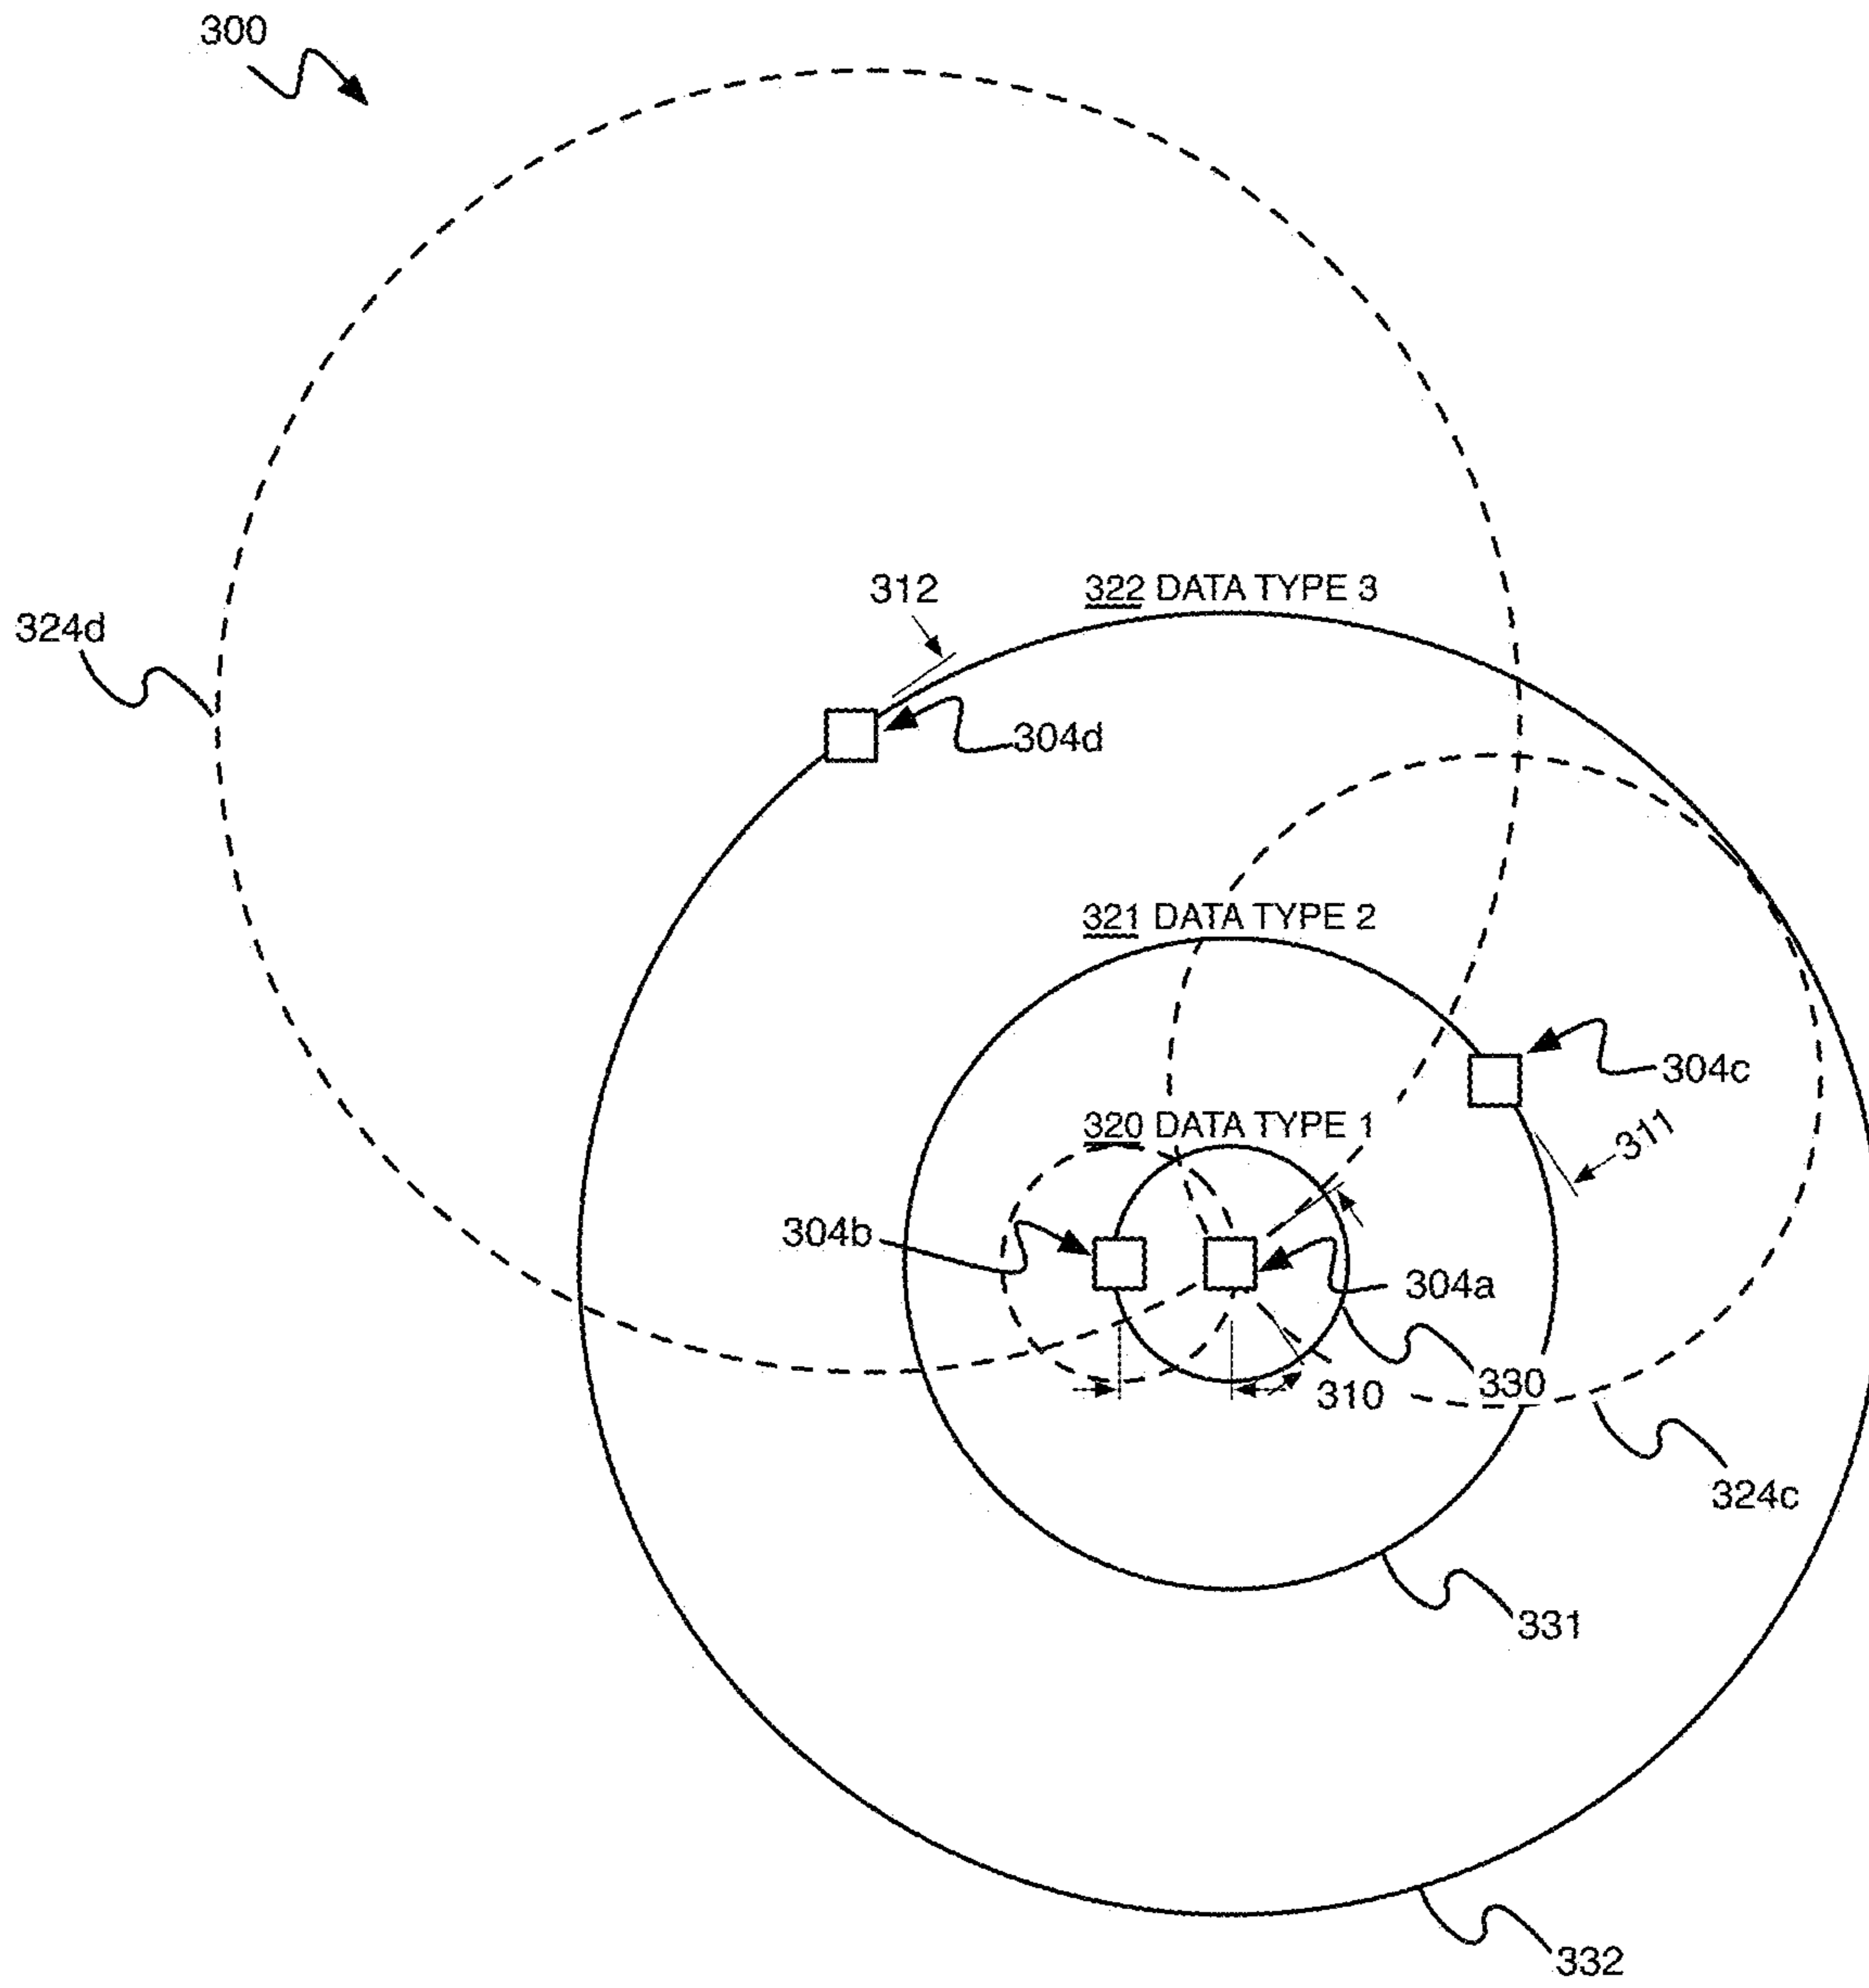 300
312
322 DATA TYPE 3
324d
304d
321 DATA TYPE 2
304c
320 DATA TYPE 1
311
304b
304a
310
330
324c
331
332